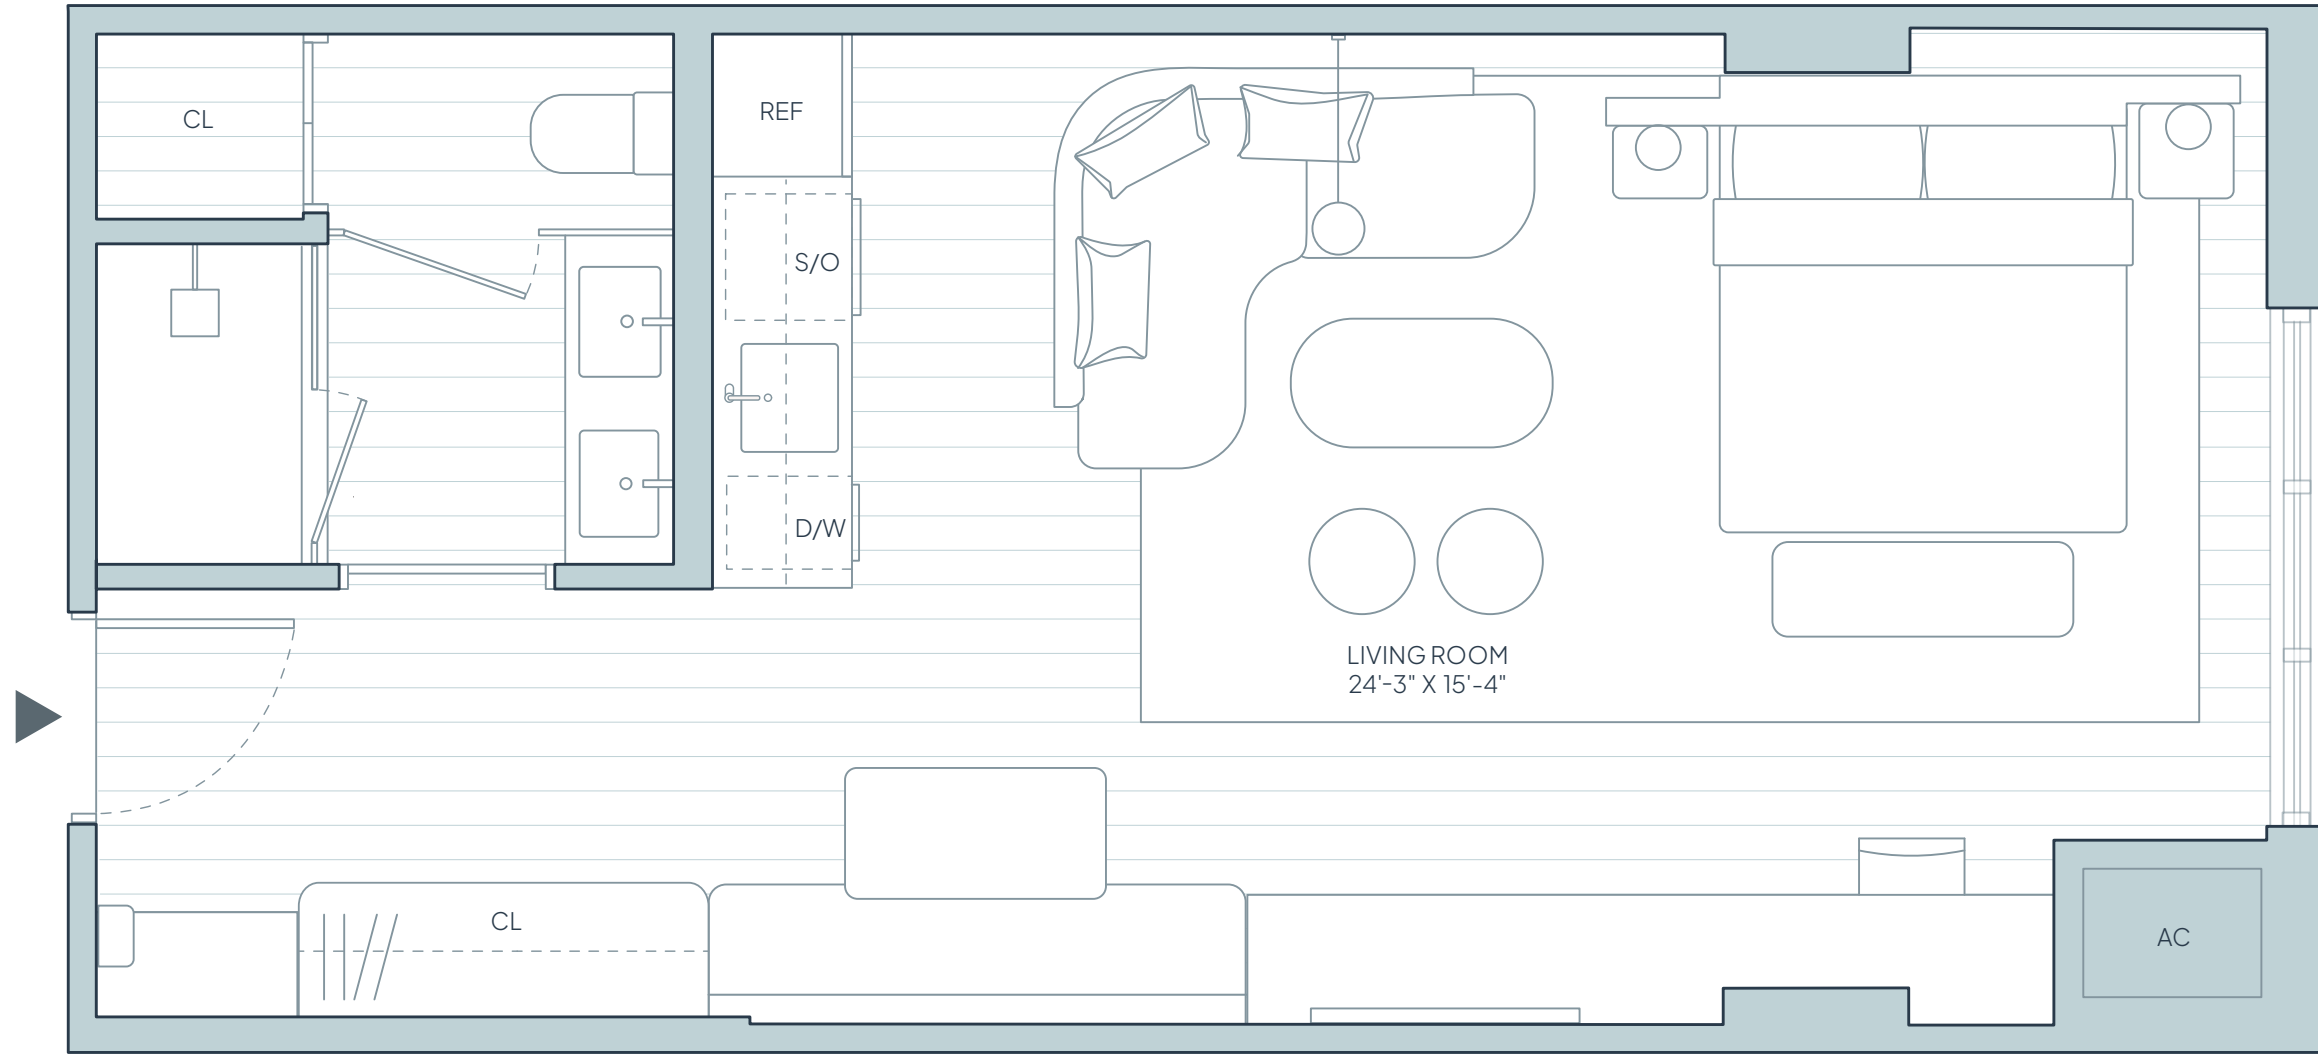 CL
REF
S/O
D/W
LIVING ROOM
24'-3" X 15'-4"
CL
AC